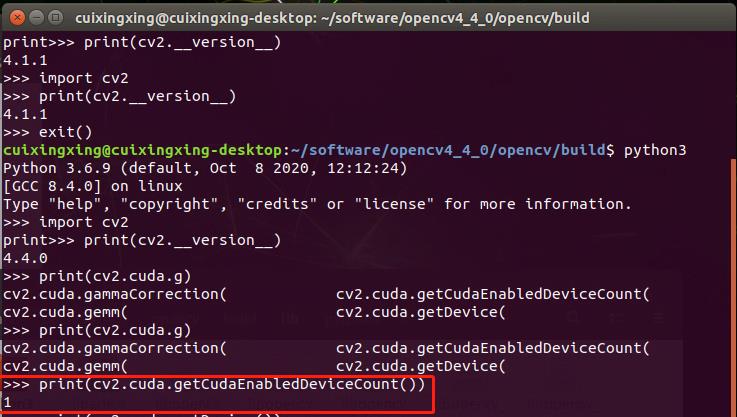 cuixingxing@cuixingxing-desktop: ~/software/opencv4_4_0/opencv/build
print>>> print(cv2.__version__)
4.1.1
>>> import cv2
>>> print(cv2.__version__)
4.1.1
>>> exit()
cuixingxing@cuixingxing-desktop:~/software/opencv4_4_0/opencv/build$ python3
Python 3.6.9 (default, Oct  8 2020, 12:12:24)
[GCC 8.4.0] on linux
Type "help", "copyright", "credits" or "license" for more information.
>>> import cv2
print>>> print(cv2.__version__)
4.4.0
>>> print(cv2.cuda.g)
cv2.cuda.gammaCorrection(            cv2.cuda.getCudaEnabledDeviceCount(
cv2.cuda.gemm(                       cv2.cuda.getDevice(
>>> print(cv2.cuda.g)
cv2.cuda.gammaCorrection(            cv2.cuda.getCudaEnabledDeviceCount(
cv2.cuda.gemm(                       cv2.cuda.getDevice(
>>> print(cv2.cuda.getCudaEnabledDeviceCount())
1